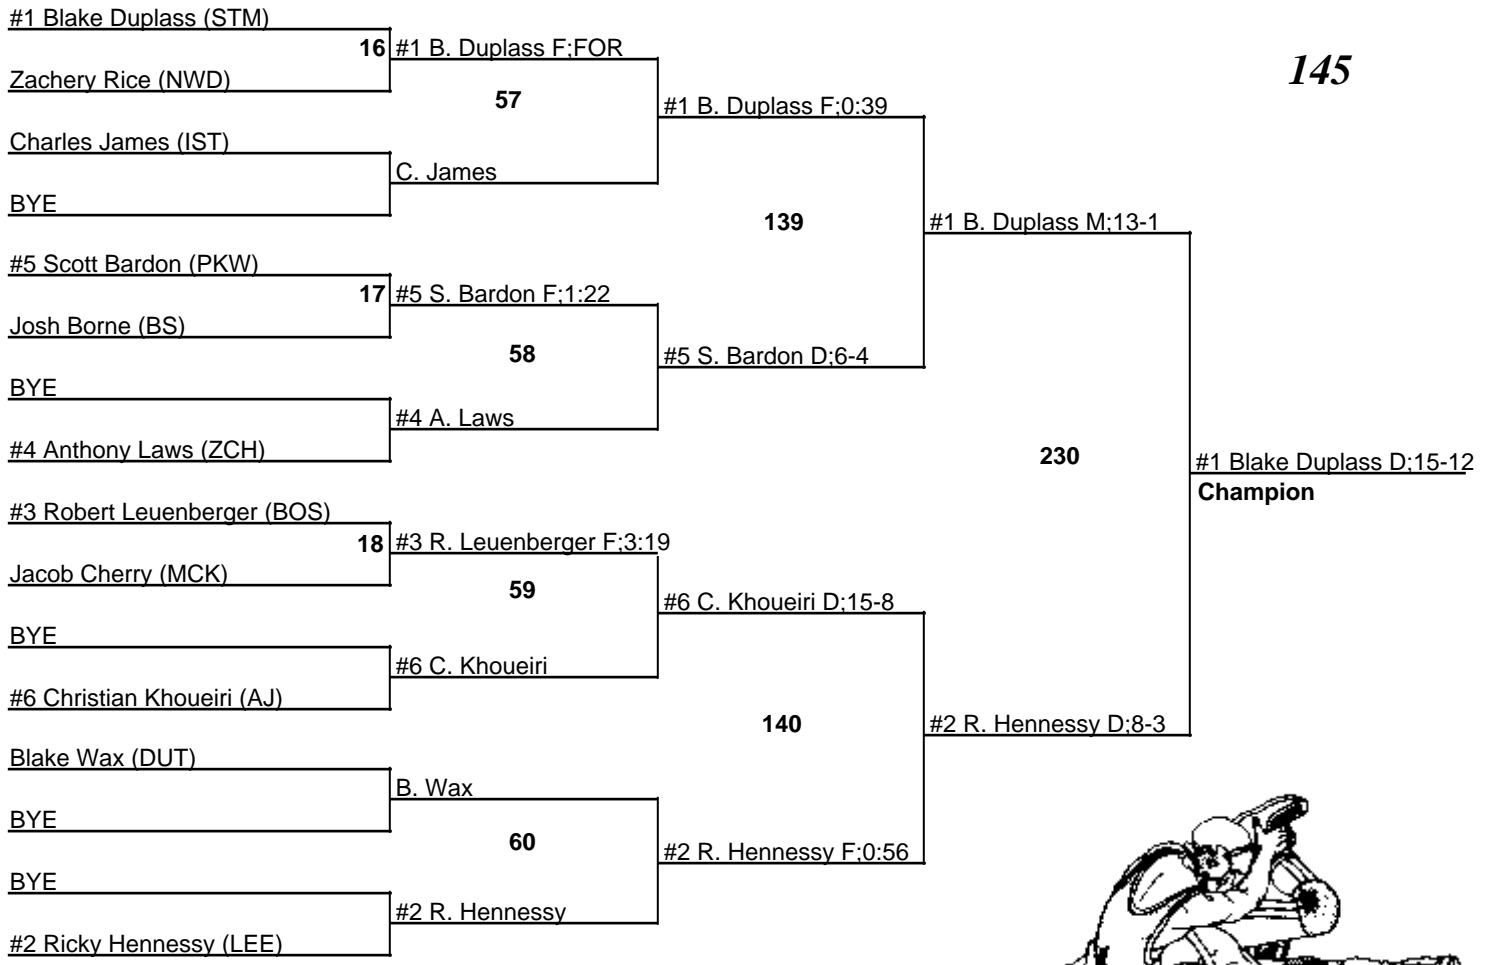 #1 Blake Duplass (STM)
16 #1 B. Duplass F;FOR
145
Zachery Rice (NWD)
57
#1 B. Duplass F;0:39
Charles James (IST)
C. James
BYE
139
#1 B. Duplass M;13-1
#5 Scott Bardon (PKW)
17 #5 S. Bardon F;1:22
Josh Borne (BS)
58
#5 S. Bardon D;6-4
BYE
#4 A. Laws
#4 Anthony Laws (ZCH)
230
#1 Blake Duplass D;15-12
Champion
#3 Robert Leuenberger (BOS)
18 #3 R. Leuenberger F;3:19
Jacob Cherry (MCK)
59
#6 C. Khoueiri D;15-8
BYE
#6 C. Khoueiri
#6 Christian Khoueiri (AJ)
140
#2 R. Hennessy D;8-3
Blake Wax (DUT)
B. Wax
BYE
60
#2 R. Hennessy F;0:56
BYE
#2 R. Hennessy
#2 Ricky Hennessy (LEE)